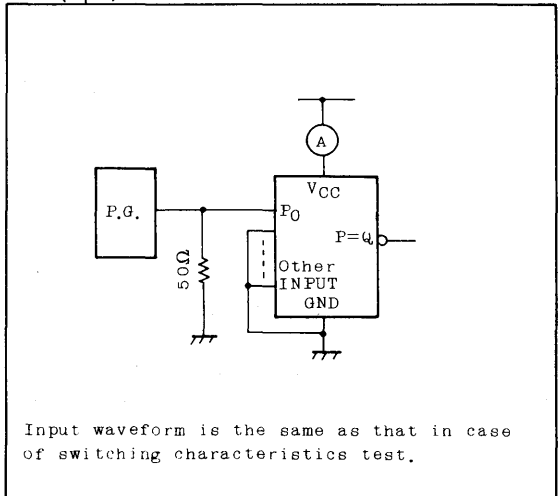 A
VCC
P.G.
P0
P=Q
50Ω
Other
INPUT
GND
Input waveform is the same as that in case
of switching characteristics test.